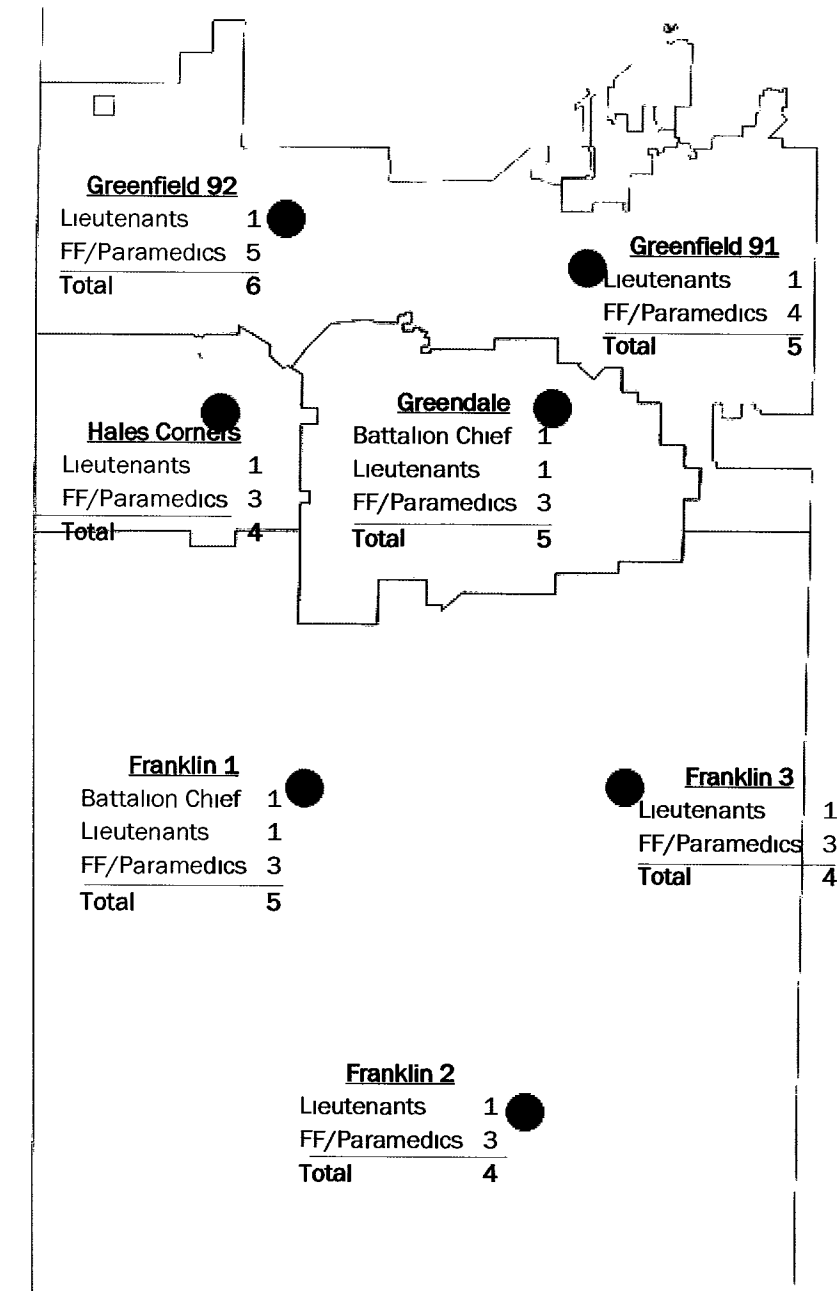 Greenfield 92
Lieutenants 1
FF/Paramedics 5
Total 6
Greenfield 91
Lieutenants 1
FF/Paramedics 4
Total 5
Hales Corners
Lieutenants 1
FF/Paramedics 3
Total 4
Greendale
Battalion Chief 1
Lieutenants 1
FF/Paramedics 3
Total 5
Franklin 1
Battalion Chief 1
Lieutenants 1
FF/Paramedics 3
Total 5
Franklin 3
Lieutenants 1
FF/Paramedics 3
Total 4
Franklin 2
Lieutenants 1
FF/Paramedics 3
Total 4